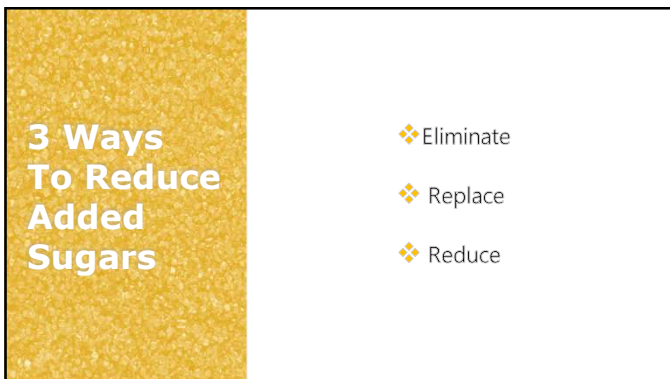 3 Ways
To Reduce
Added
Sugars
Eliminate
Replace
Reduce